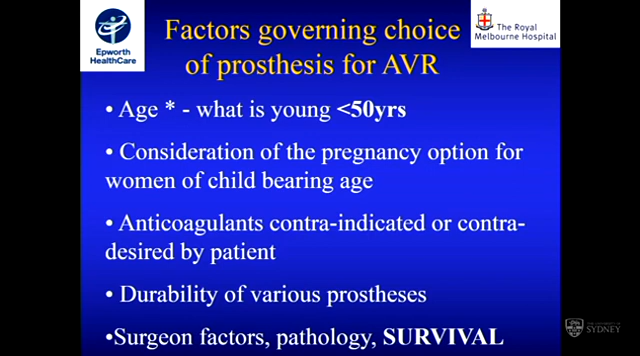 Epworth
HealthCare
Factors governing choice
of prosthesis for AVR
The Royal
Melbourne Hospital
• Age * - what is young <50yrs
• Consideration of the pregnancy option for
women of child bearing age
• Anticoagulants contra-indicated or contra-
desired by patient
• Durability of various prostheses
•Surgeon factors, pathology, SURVIVAL
THE UNIVERSITY OF
SYDNEY